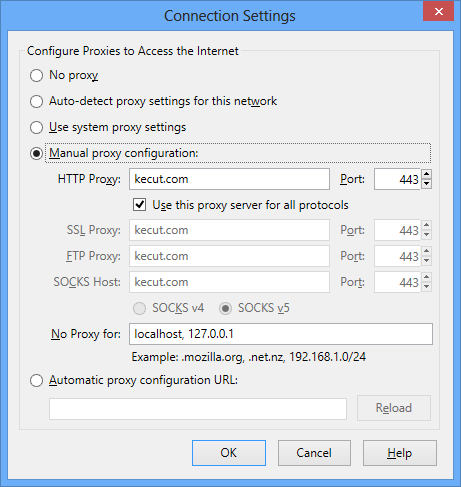 Connection Settings
Configure Proxies to Access the Internet
No proxy
Auto-detect proxy settings for this network
Use system proxy settings
Manual proxy configuration:
HTTP Proxy: kecut.com Port: 443
Use this proxy server for all protocols
SSL Proxy: kecut.com Port: 443
FTP Proxy: kecut.com Port: 443
SOCKS Host: kecut.com Port: 443
SOCKS v4 SOCKS v5
No Proxy for: localhost, 127.0.0.1
Example: .mozilla.org, .net.nz, 192.168.1.0/24
Automatic proxy configuration URL:
Reload
OK Cancel Help